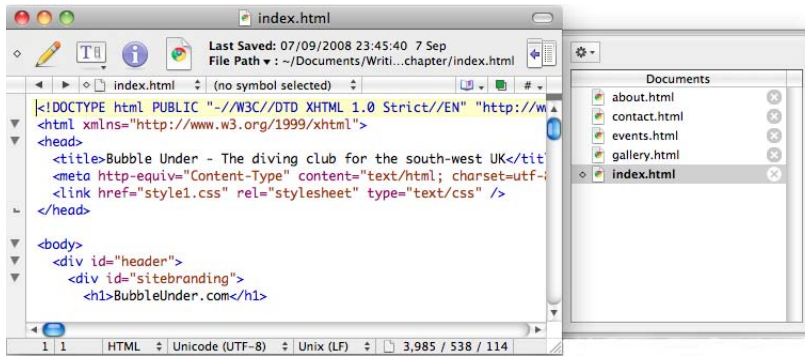 index.html
Last Saved: 07/09/2008 23:45:40 7 Sep
File Path ▾ : ~/Documents/Writi...chapter/index.html
index.html (no symbol selected) #
<!DOCTYPE html PUBLIC "-//W3C//DTD XHTML 1.0 Strict//EN" "http://w
<html xmlns="http://www.w3.org/1999/xhtml">
<head>
<title>Bubble Under - The diving club for the south-west UK</tit
<meta http-equiv="Content-Type" content="text/html; charset=utf-8
<link href="style1.css" rel="stylesheet" type="text/css" />
</head>
<body>
<div id="header">
<div id="sitebranding">
<h1>BubbleUnder.com</h1>
1 1 HTML Unicode (UTF-8) Unix (LF) 3,985 / 538 / 114
Documents
about.html
contact.html
events.html
gallery.html
index.html